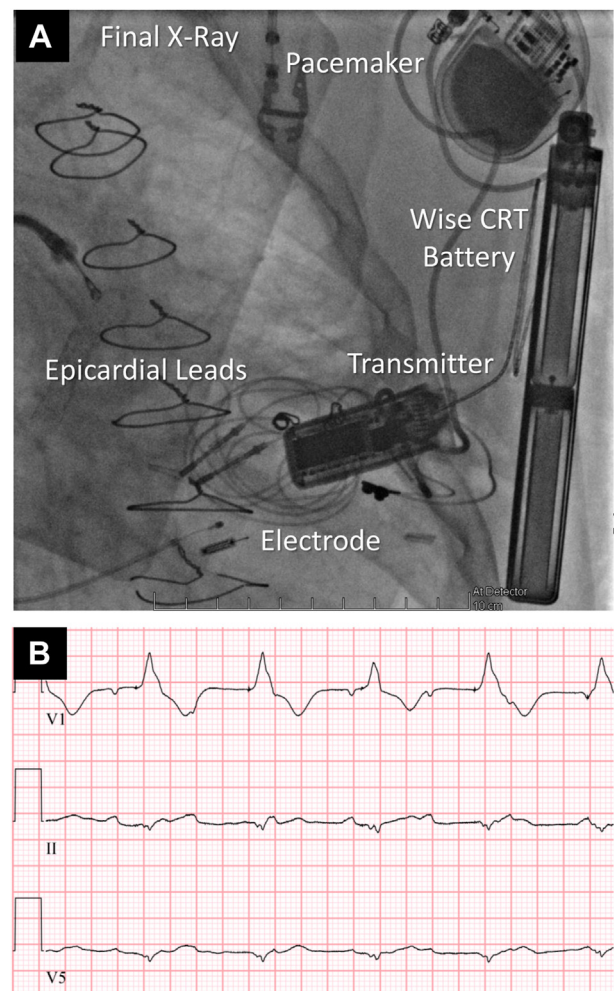 A
Final X-Ray
Pacemaker
Wise CRT
Battery
Epicardial Leads
Transmitter
Electrode
At Detector
10 cm
B
V1
II
V5